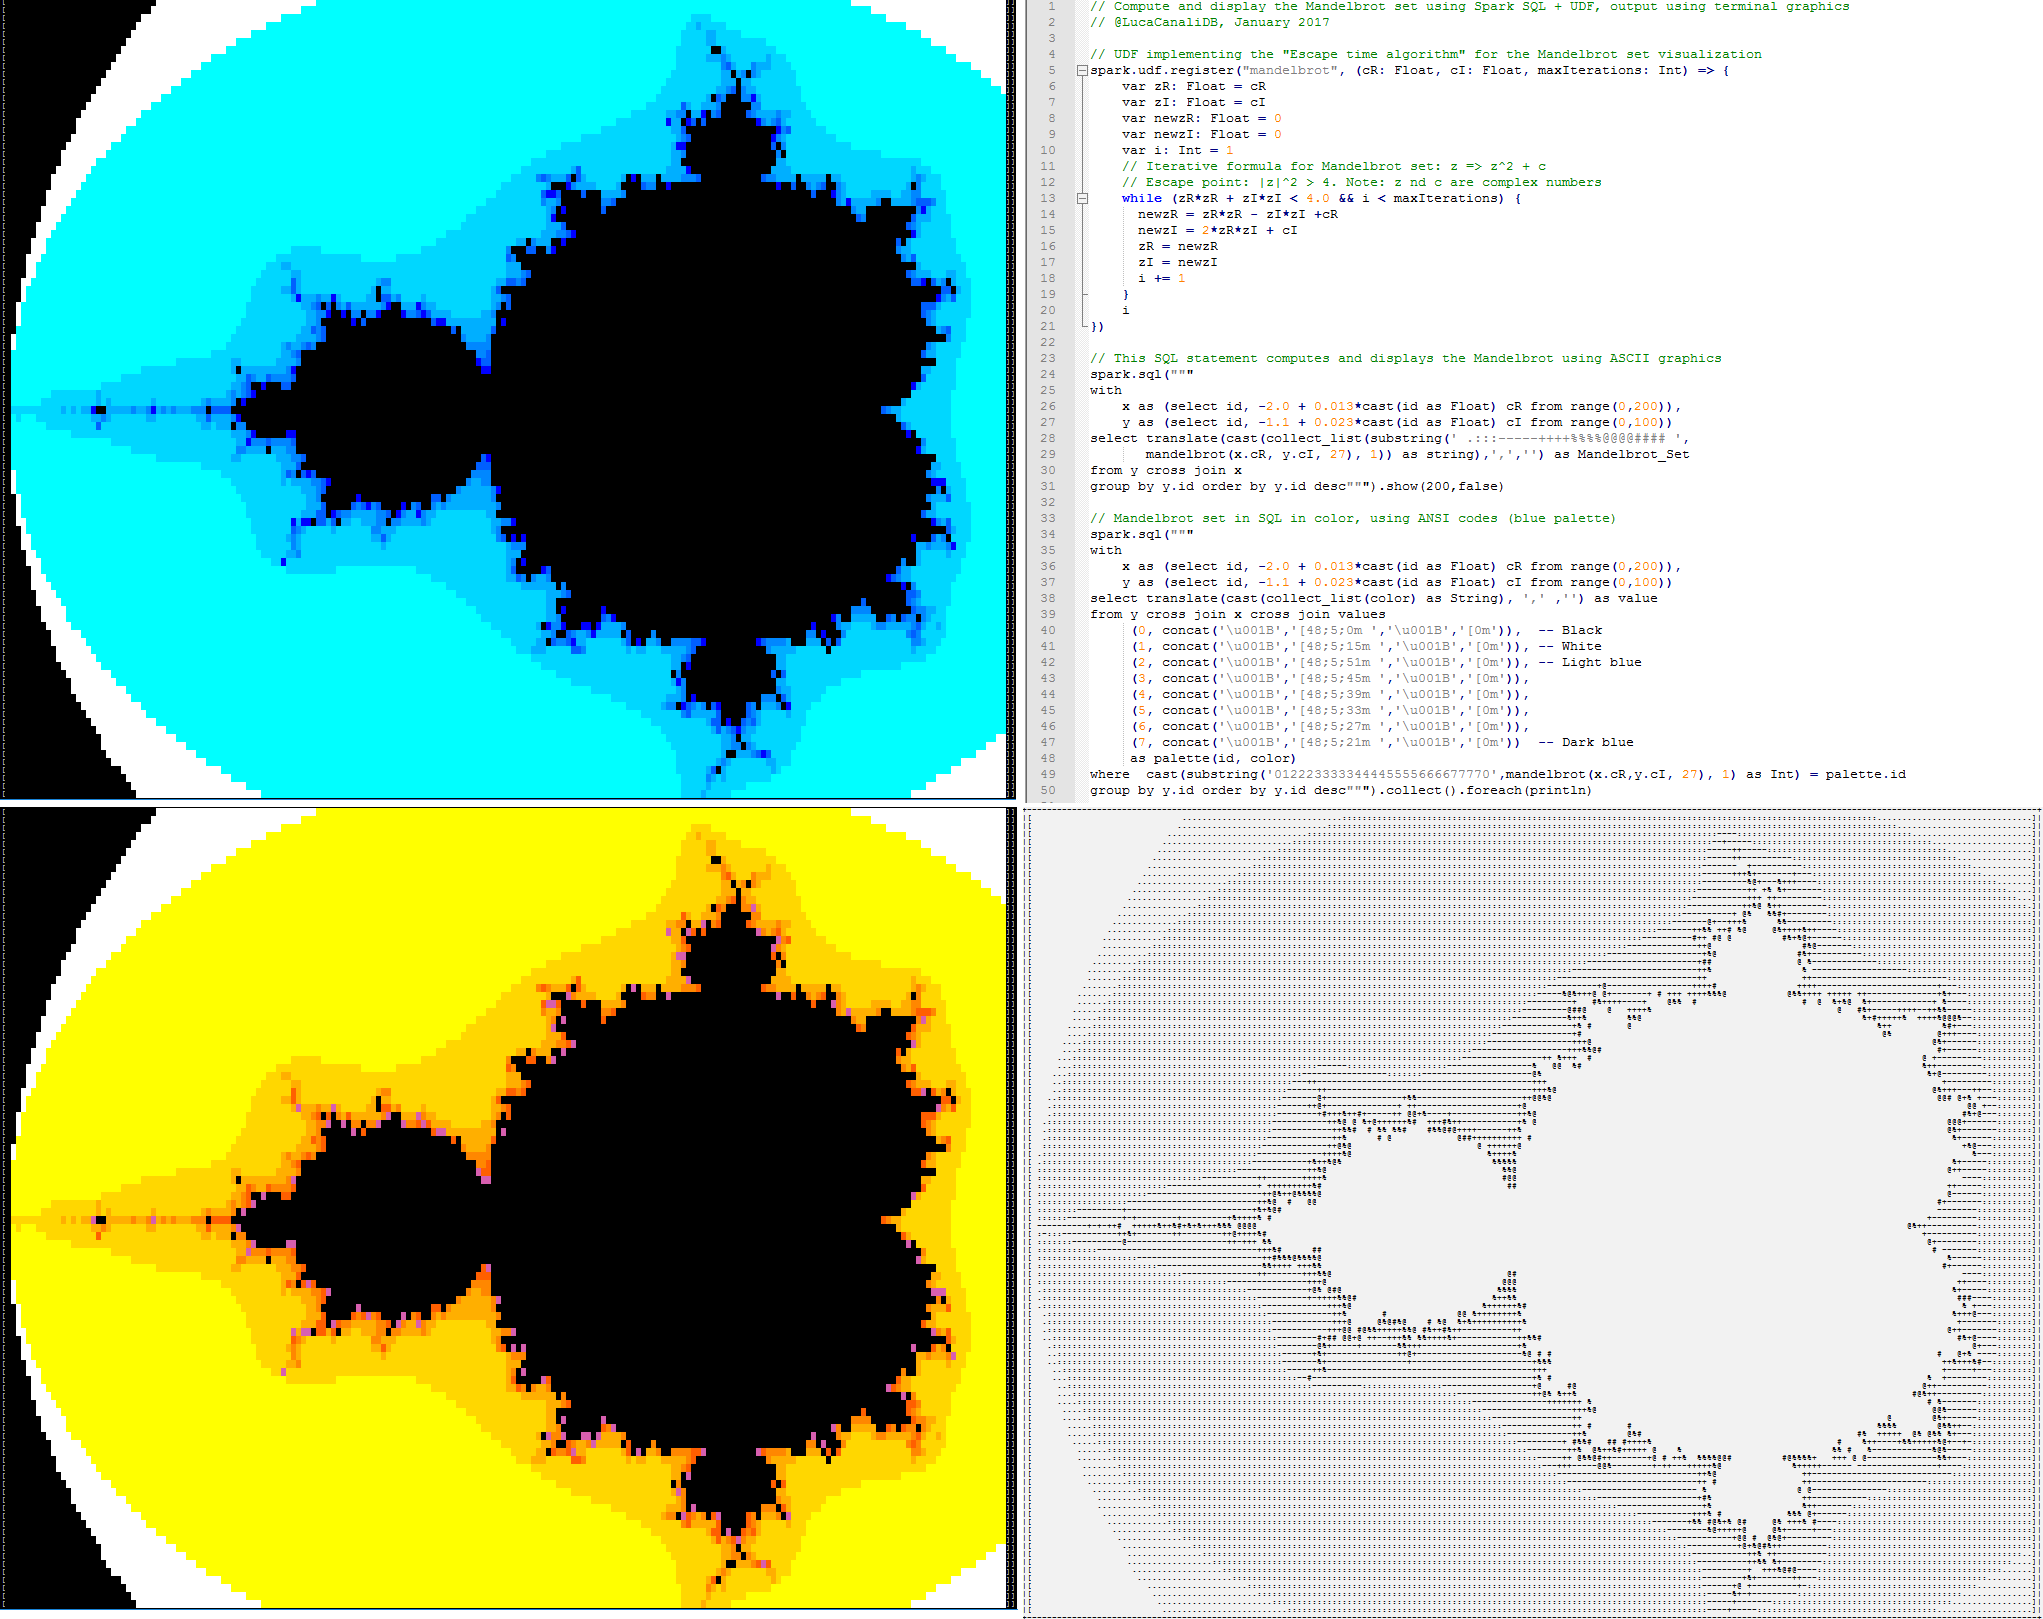 1 // Compute and display the Mandelbrot set using Spark SQL + UDF, output using terminal graphics
2 // @LucaCanaliDB, January 2017
3
4 // UDF implementing the "Escape time algorithm" for the Mandelbrot set visualization
5 spark.udf.register("mandelbrot", (cR: Float, cI: Float, maxIterations: Int) => {
6 var zR: Float = cR
7 var zI: Float = cI
8 var newzR: Float = 0
9 var newzI: Float = 0
10 var i: Int = 1
11 // Iterative formula for Mandelbrot set: z => z^2 + c
12 // Escape point: |z|^2 > 4. Note: z nd c are complex numbers
13 while (zR*zR + zI*zI < 4.0 && i < maxIterations) {
14 newzR = zR*zR - zI*zI +cR
15 newzI = 2*zR*zI + cI
16 zR = newzR
17 zI = newzI
18 i += 1
19 }
20 i
21 })
22
23 // This SQL statement computes and displays the Mandelbrot using ASCII graphics
24 spark.sql("""
25 with
26 x as (select id, -2.0 + 0.013*cast(id as Float) cR from range(0,200)),
27 y as (select id, -1.1 + 0.023*cast(id as Float) cI from range(0,100))
28 select translate(cast(collect_list(substring(' .:::-----++++%%%%@@@@#### ',
29 mandelbrot(x.cR, y.cI, 27), 1)) as string),',','') as Mandelbrot_Set
30 from y cross join x
31 group by y.id order by y.id desc""").show(200,false)
32
33 // Mandelbrot set in SQL in color, using ANSI codes (blue palette)
34 spark.sql("""
35 with
36 x as (select id, -2.0 + 0.013*cast(id as Float) cR from range(0,200)),
37 y as (select id, -1.1 + 0.023*cast(id as Float) cI from range(0,100))
38 select translate(cast(collect_list(color) as String), ',' ,'') as value
39 from y cross join x cross join values
40 (0, concat('\u001B','[48;5;0m ','\u001B','[0m')), -- Black
41 (1, concat('\u001B','[48;5;15m ','\u001B','[0m')), -- White
42 (2, concat('\u001B','[48;5;51m ','\u001B','[0m')), -- Light blue
43 (3, concat('\u001B','[48;5;45m ','\u001B','[0m')),
44 (4, concat('\u001B','[48;5;39m ','\u001B','[0m')),
45 (5, concat('\u001B','[48;5;33m ','\u001B','[0m')),
46 (6, concat('\u001B','[48;5;27m ','\u001B','[0m')),
47 (7, concat('\u001B','[48;5;21m ','\u001B','[0m')) -- Dark blue
48 as palette(id, color)
49 where cast(substring('012223333344445555666677770',mandelbrot(x.cR,y.cI, 27), 1) as Int) = palette.id
50 group by y.id order by y.id desc""").collect().foreach(println)